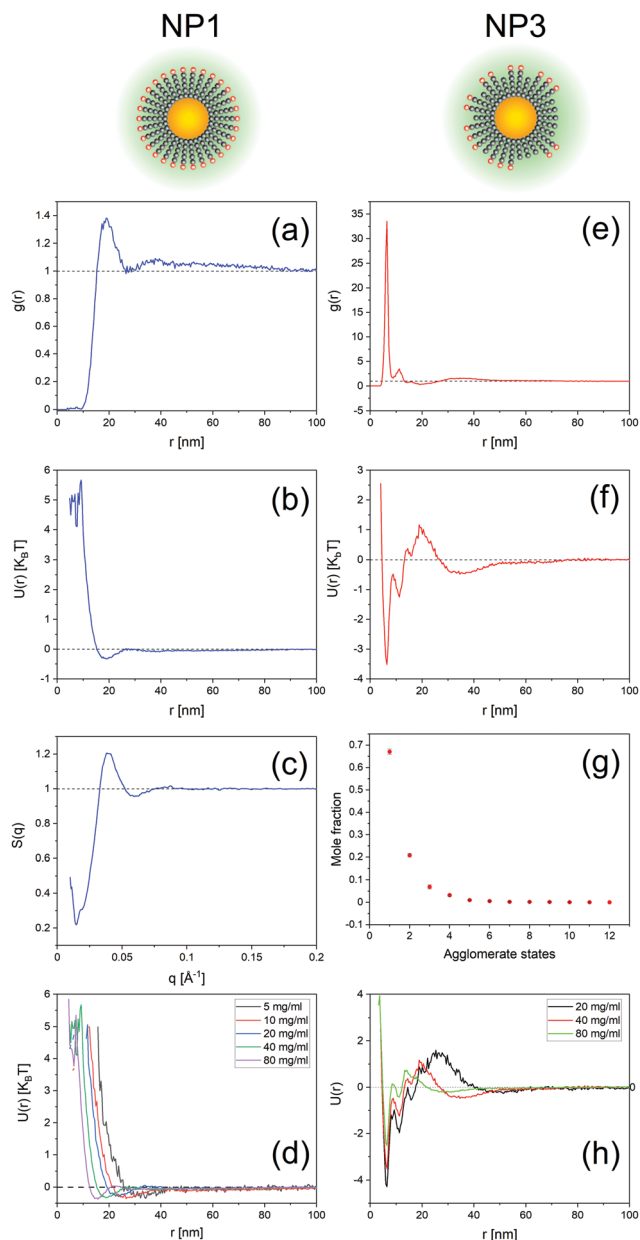 NP1
NP3
(a)
1.4
1.2
1
0.8
0.6
0.4
0.2
0
g(r)
0 20 40 60 80 100
r [nm]
(e)
35
30
25
20
15
10
5
0
-5
g(r)
0 20 40 60 80 100
r [nm]
(b)
6
5
4
3
2
1
0
-1
U(r) [K_BT]
0 20 40 60 80 100
r [nm]
(f)
3
2
1
0
-1
-2
-3
-4
U(r) [K_bT]
0 20 40 60 80 100
r [nm]
(c)
1.2
1
0.8
0.6
0.4
0.2
S(q)
0 0.05 0.1 0.15 0.2
q [Å⁻¹]
(g)
0.7
0.6
0.5
0.4
0.3
0.2
0.1
0
-0.1
Mole fraction
0 2 4 6 8 10 12
Agglomerate states
(d)
6
5
4
3
2
1
0
U(r) [K_BT]
5 mg/ml
10 mg/ml
20 mg/ml
40 mg/ml
80 mg/ml
0 20 40 60 80 100
r [nm]
(h)
4
2
0
-2
-4
U(r)
20 mg/ml
40 mg/ml
80 mg/ml
0
0 20 40 60 80 100
r [nm]